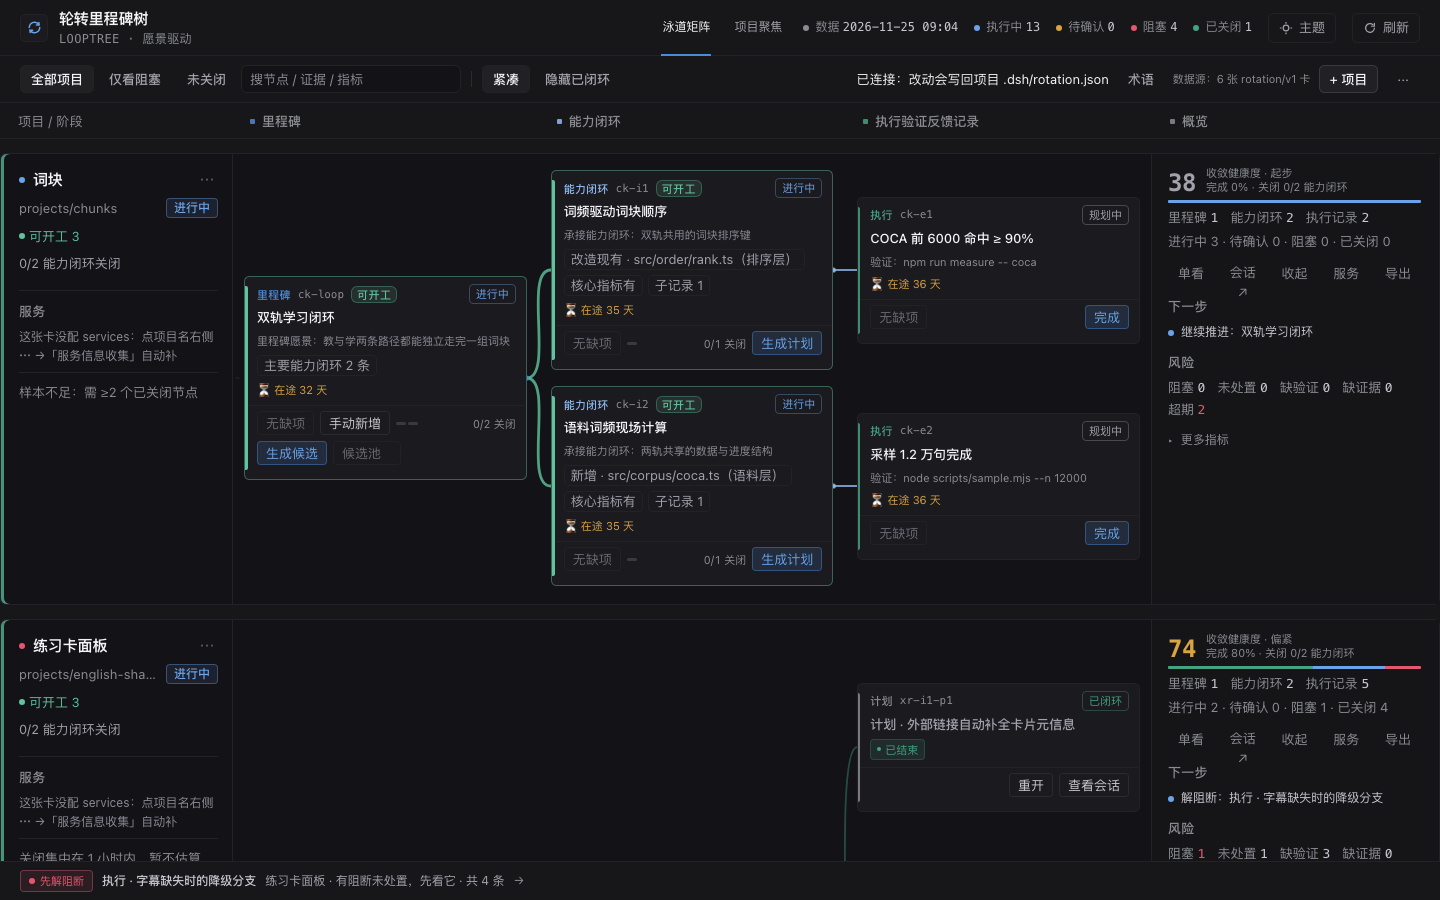 轮转里程碑树
LOOPTREE · 愿景驱动
泳道矩阵
项目聚焦
数据 2026-11-25 09:04
执行中 13
待确认 0
阻塞 4
已关闭 1
主题
刷新
全部项目
仅看阻塞
未关闭
搜节点 / 证据 / 指标
紧凑
隐藏已闭环
已连接：改动会写回项目 .dsh/rotation.json
术语
数据源：6 张 rotation/v1 卡
+ 项目
···
项目 / 阶段
里程碑
能力闭环
执行验证反馈记录
概览
词块
···
projects/chunks
进行中
可开工 3
0/2 能力闭环关闭
服务
这张卡没配 services：点项目名右侧
··· →「服务信息收集」自动补
样本不足：需 ≥2 个已关闭节点
里程碑 ck-loop 可开工 进行中
双轨学习闭环
里程碑愿景：教与学两条路径都能独立走完一组词块
主要能力闭环 2 条
⏳ 在途 32 天
无缺项
手动新增
0/2 关闭
生成候选
候选池
能力闭环 ck-i1 可开工 进行中
词频驱动词块顺序
承接能力闭环：双轨共用的词块排序键
改造现有 · src/order/rank.ts（排序层）
核心指标有
子记录 1
⏳ 在途 35 天
无缺项
0/1 关闭
生成计划
能力闭环 ck-i2 可开工 进行中
语料词频现场计算
承接能力闭环：两轨共享的数据与进度结构
新增 · src/corpus/coca.ts（语料层）
核心指标有
子记录 1
⏳ 在途 35 天
无缺项
0/1 关闭
生成计划
执行 ck-e1 规划中
COCA 前 6000 命中 ≥ 90%
验证：npm run measure -- coca
⏳ 在途 36 天
无缺项
完成
执行 ck-e2 规划中
采样 1.2 万句完成
验证：node scripts/sample.mjs --n 12000
⏳ 在途 36 天
无缺项
完成
38
收敛健康度 · 起步
完成 0% · 关闭 0/2 能力闭环
里程碑 1 能力闭环 2 执行记录 2
进行中 3 · 待确认 0 · 阻塞 0 · 已关闭 0
单看
会话 ↗
收起
服务
导出
下一步
继续推进：双轨学习闭环
风险
阻塞 0 未处置 0 缺验证 0 缺证据 0
超期 2
▸ 更多指标
练习卡面板
···
projects/english-sha...
进行中
可开工 3
0/2 能力闭环关闭
服务
这张卡没配 services：点项目名右侧
··· →「服务信息收集」自动补
关闭集中在 1 小时内，暂不估算
计划 xr-i1-p1 已闭环
计划 · 外部链接自动补全卡片元信息
已结束
重开
查看会话
74
收敛健康度 · 偏紧
完成 80% · 关闭 0/2 能力闭环
里程碑 1 能力闭环 2 执行记录 5
进行中 2 · 待确认 0 · 阻塞 1 · 已关闭 4
单看
会话 ↗
收起
服务
导出
下一步
解阻断：执行 · 字幕缺失时的降级分支
风险
阻塞 1 未处置 1 缺验证 3 缺证据 0
先解阻断
执行 · 字幕缺失时的降级分支 练习卡面板 · 有阻断未处置，先看它 · 共 4 条 →